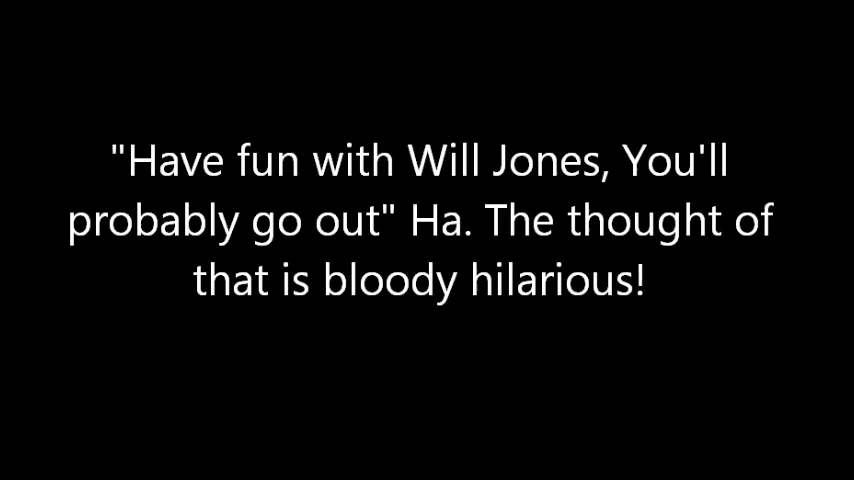 "Have fun with Will Jones, You'll
probably go out" Ha. The thought of
that is bloody hilarious!